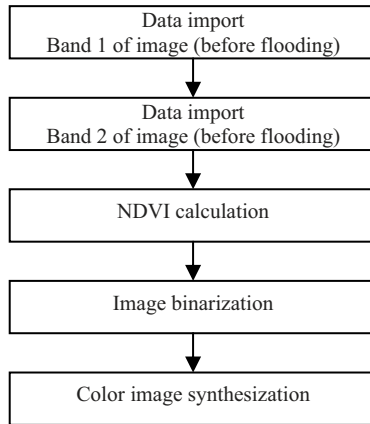 Data import
Band 1 of image (before flooding)
Data import
Band 2 of image (before flooding)
NDVI calculation
Image binarization
Color image synthesization